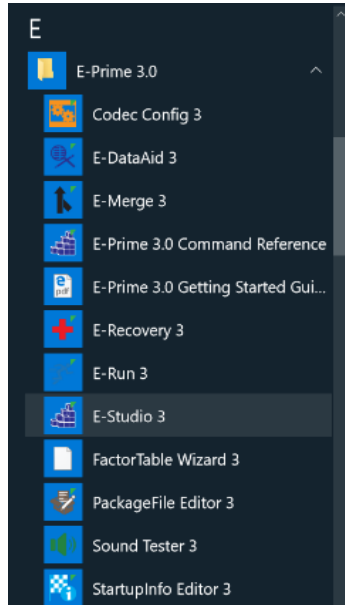 E
E-Prime 3.0
Codec Config 3
E-DataAid 3
E-Merge 3
E-Prime 3.0 Command Reference
e pdf
E-Prime 3.0 Getting Started Gui...
E-Recovery 3
E-Run 3
E-Studio 3
FactorTable Wizard 3
PackageFile Editor 3
Sound Tester 3
StartupInfo Editor 3